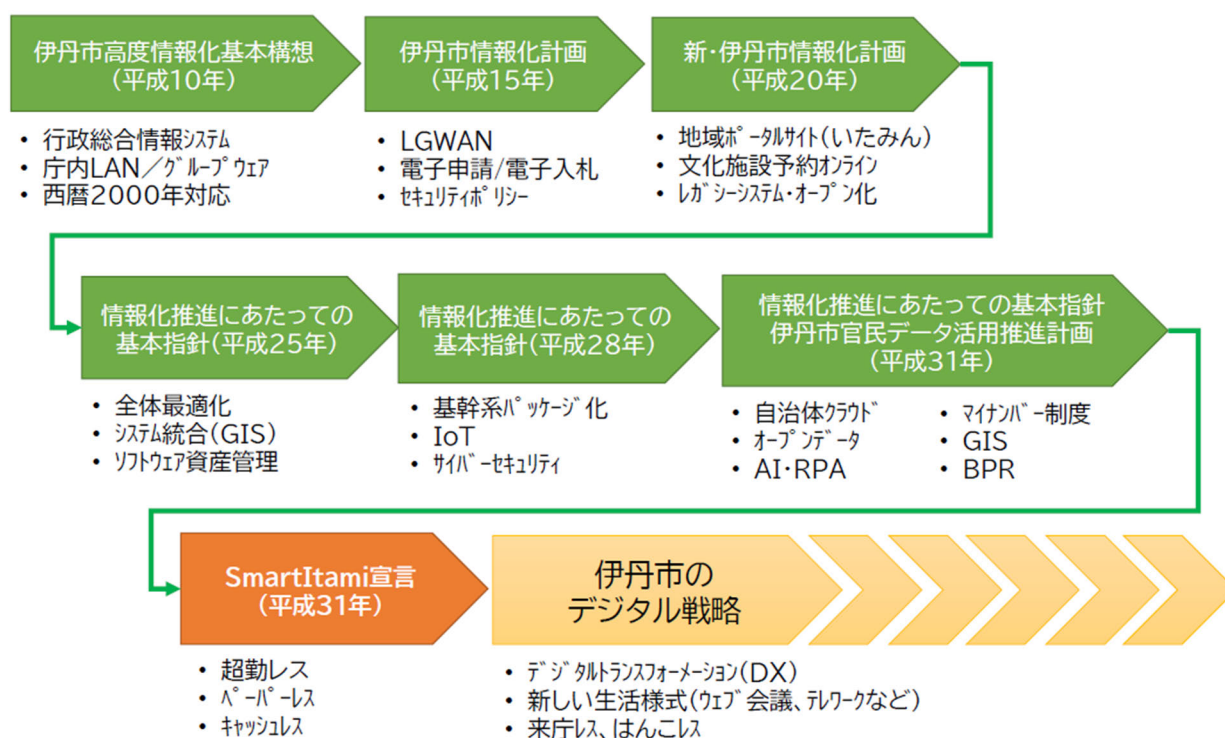 伊丹市高度情報化基本構想
(平成10年)
・行政総合情報ｼｽﾃﾑ
・庁内LAN／ｸﾞﾙｰﾌﾟｳｪｱ
・西暦2000年対応
伊丹市情報化計画
(平成15年)
・LGWAN
・電子申請/電子入札
・ｾｷｭﾘﾃｨﾎﾟﾘｼｰ
新・伊丹市情報化計画
(平成20年)
・地域ﾎﾟｰﾀﾙｻｲﾄ(いたみん)
・文化施設予約ｵﾝﾗｲﾝ
・ﾚｶﾞｼｰｼｽﾃﾑ・ｵｰﾌﾟﾝ化
情報化推進にあたっての
基本指針(平成25年)
・全体最適化
・ｼｽﾃﾑ統合(GIS)
・ｿﾌﾄｳｪｱ資産管理
情報化推進にあたっての
基本指針(平成28年)
・基幹系ﾊﾟｯｹｰｼﾞ化
・IoT
・ｻｲﾊﾞｰｾｷｭﾘﾃｨ
情報化推進にあたっての基本指針
伊丹市官民データ活用推進計画
(平成31年)
・自治体ｸﾗｳﾄﾞ
・ｵｰﾌﾟﾝﾃﾞｰﾀ
・AI・RPA
・ﾏｲﾅﾝﾊﾞｰ制度
・GIS
・BPR
SmartItami宣言
(平成31年)
・超勤レス
・ﾍﾟｰﾊﾟｰﾚｽ
・ｷｬｯｼｭﾚｽ
伊丹市の
デジタル戦略
・ﾃﾞｼﾞﾀﾙﾄﾗﾝｽﾌｫｰﾒｰｼｮﾝ(DX)
・新しい生活様式(ｳｪﾌﾞ会議、ﾃﾚﾜｰｸなど)
・来庁ﾚｽ、はんこﾚｽ